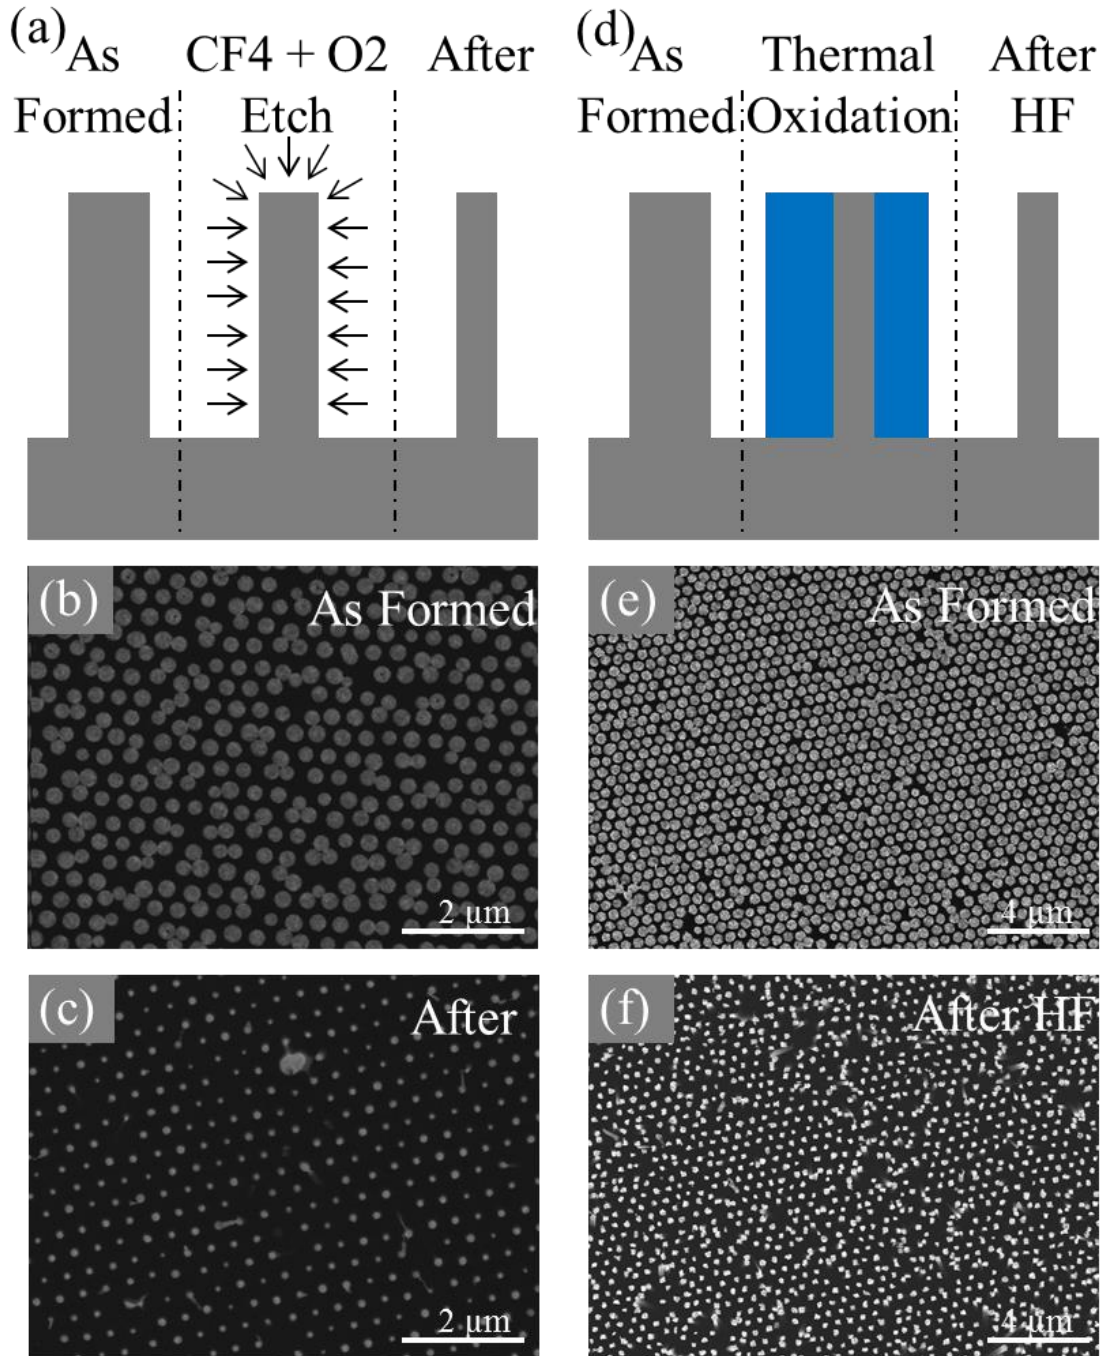 (a)
As
Formed
CF4 + O2
Etch
After
(d)
As
Formed
Thermal
Oxidation
After
HF
(b)
As Formed
2 μm
(e)
As Formed
4 μm
(c)
After
2 μm
(f)
After HF
4 μm